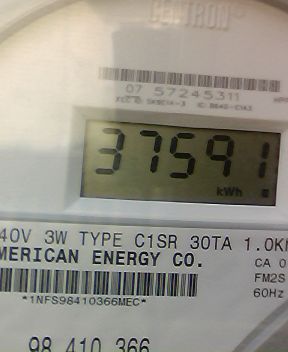 CENTRON
07 57245311
37591
kWh
40V 3W TYPE C1SR 30TA 1.0K
MERICAN ENERGY CO.
CA 0
FM2S
60Hz
*1NFS98410366MEC*
98 410 366